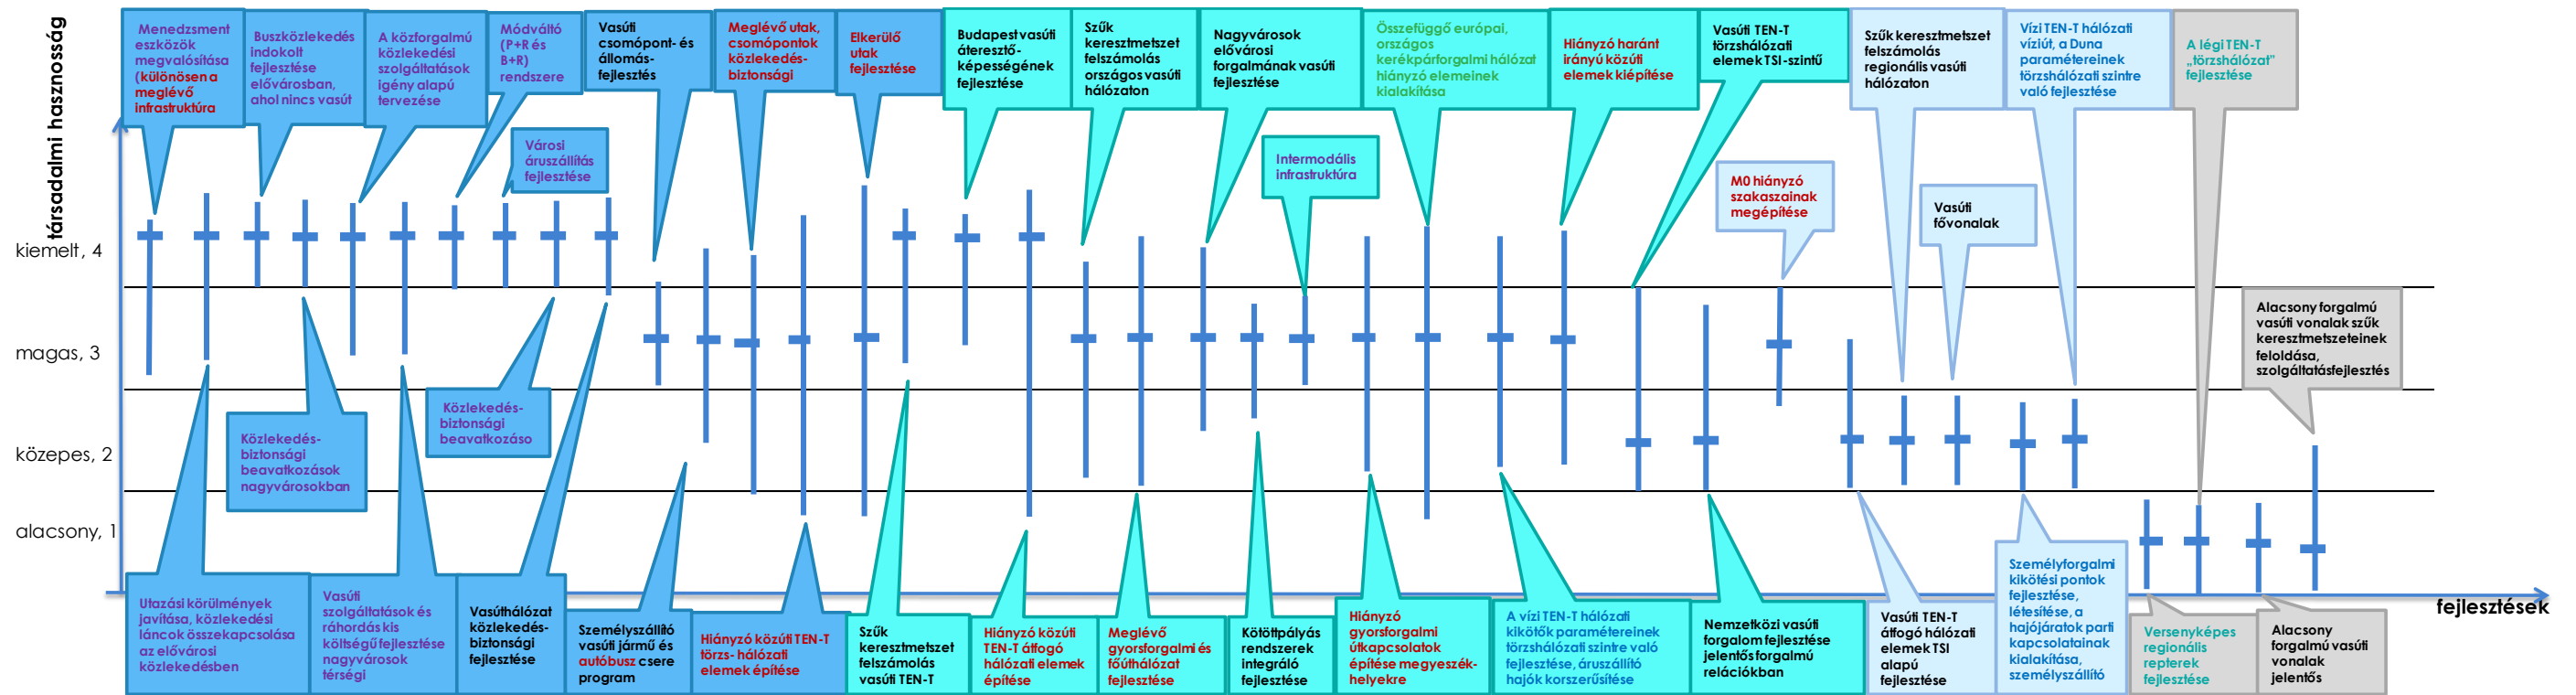 társadalmi hasznosság
Menedzsment
eszközök
megvalósítása
(különösen a
meglévő
infrastruktúra
Buszközlekedés
indokolt
fejlesztése
elővárosban,
ahol nincs vasút
A közforgalmú
közlekedési
szolgáltatások
igény alapú
tervezése
Módváltó
(P+R és
B+R)
rendszere
Városi
áruszállítás
fejlesztése
Vasúti
csomópont- és
állomás-
fejlesztés
Meglévő utak,
csomópontok
közlekedés-
biztonsági
Elkerülő
utak
fejlesztése
Budapest vasúti
áteresztő-
képességének
fejlesztése
Szűk
keresztmetszet
felszámolás
országos vasúti
hálózaton
Nagyvárosok
elővárosi
forgalmának vasúti
fejlesztése
Intermodális
infrastruktúra
Összefüggő európai,
országos
kerékpárforgalmi hálózat
hiányzó elemeinek
kialakítása
Hiányzó haránt
irányú közúti
elemek kiépítése
Vasúti TEN-T
törzshálózati
elemek TSI-szintű
M0 hiányzó
szakaszainak
megépítése
Szűk keresztmetszet
felszámolás
regionális vasúti
hálózaton
Vasúti
fővonalak
Vízi TEN-T hálózati
víziút, a Duna
paramétereinek
törzshálózati szintre
való fejlesztése
A légi TEN-T
„törzshálózat”
fejlesztése
Alacsony forgalmú
vasúti vonalak szűk
keresztmetszeteinek
feloldása,
szolgáltatásfejlesztés
kiemelt, 4
magas, 3
közepes, 2
alacsony, 1
Közlekedés-
biztonsági
beavatkozások
nagyvárosokban
Közlekedés-
biztonsági
beavatkozáso
Utazási körülmények
javítása, közlekedési
láncok összekapcsolása
az elővárosi
közlekedésben
Vasúti
szolgáltatások és
ráhordás kis
költségű fejlesztése
nagyvárosok
térségi
Vasúthálózat
közlekedés-
biztonsági
fejlesztése
Személyszállító
vasúti jármű és
autóbusz csere
program
Hiányzó közúti TEN-T
törzs- hálózati
elemek építése
Szűk
keresztmetszet
felszámolás
vasúti TEN-T
Hiányzó közúti
TEN-T átfogó
hálózati elemek
építése
Meglévő
gyorsforgalmi és
főúthálózat
fejlesztése
Kötöttpályás
rendszerek
integráló
fejlesztése
Hiányzó
gyorsforgalmi
útkapcsolatok
építése megyeszék-
helyekre
A vízi TEN-T hálózati
kikötők paramétereinek
törzshálózati szintre való
fejlesztése, áruszállító
hajók korszerűsítése
Nemzetközi vasúti
forgalom fejlesztése
jelentős forgalmú
relációkban
Vasúti TEN-T
átfogó hálózati
elemek TSI
alapú
fejlesztése
Személyforgalmi
kikötési pontok
fejlesztése,
létesítése, a
hajójáratok parti
kapcsolatainak
kialakítása,
személyszállító
Versenyképes
regionális
repterek
fejlesztése
Alacsony
forgalmú vasúti
vonalak
jelentős
fejlesztések